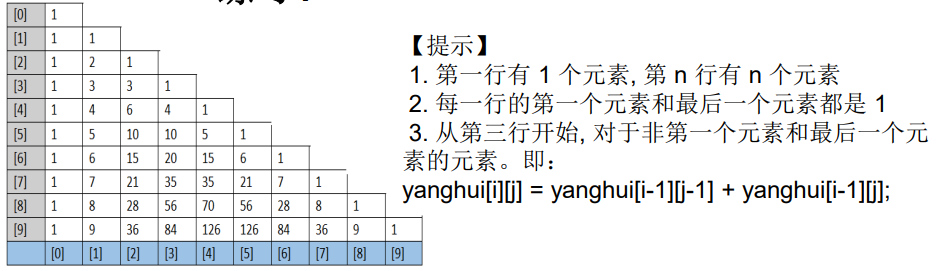 [0] 1
[1] 1 1
[2] 1 2 1
[3] 1 3 3 1
[4] 1 4 6 4 1
[5] 1 5 10 10 5 1
[6] 1 6 15 20 15 6 1
[7] 1 7 21 35 35 21 7 1
[8] 1 8 28 56 70 56 28 8 1
[9] 1 9 36 84 126 126 84 36 9 1
[0] [1] [2] [3] [4] [5] [6] [7] [8] [9]
【提示】
1. 第一行有 1 个元素, 第 n 行有 n 个元素
2. 每一行的第一个元素和最后一个元素都是 1
3. 从第三行开始, 对于非第一个元素和最后一个元
素的元素。即：
yanghui[i][j] = yanghui[i-1][j-1] + yanghui[i-1][j];